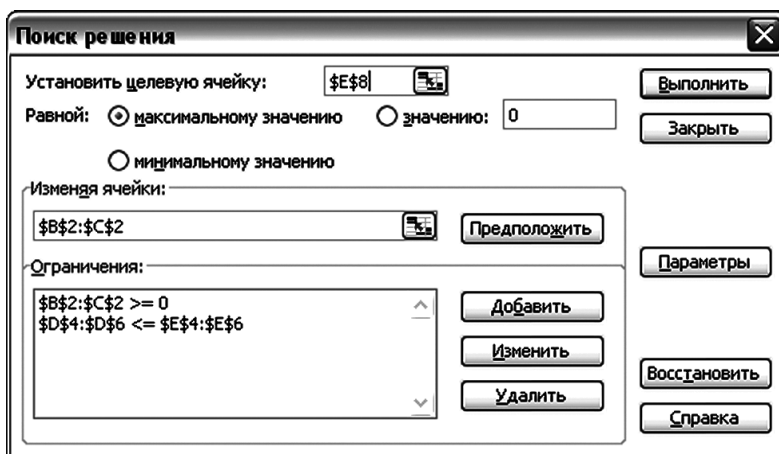 Поиск решения
Установить целевую ячейку: $E$8 Выполнить
Равной: максимальному значению значению: 0 Закрыть
минимальному значению
Изменяя ячейки:
$B$2:$C$2 Предположить
Ограничения: Параметры
$B$2:$C$2 >= 0 Добавить
$D$4:$D$6 <= $E$4:$E$6
Изменить
Восстановить
Удалить
Справка